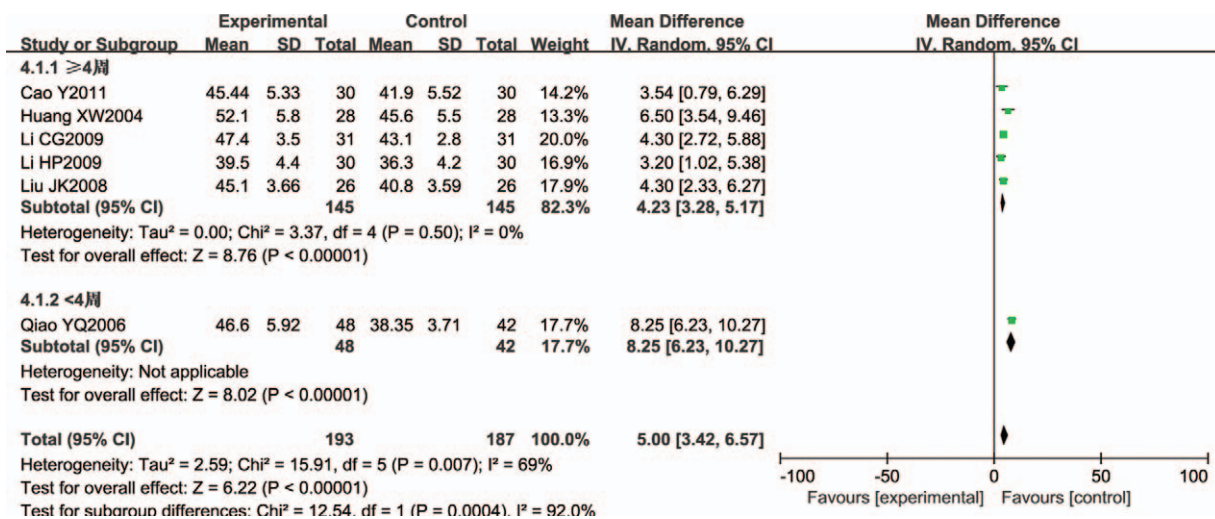 Experimental Control Mean Difference Mean Difference
Study or Subgroup Mean SD Total Mean SD Total Weight IV. Random. 95% CI IV. Random. 95% CI
4.1.1 ≥4周
Cao Y2011 45.44 5.33 30 41.9 5.52 30 14.2% 3.54 [0.79, 6.29]
Huang XW2004 52.1 5.8 28 45.6 5.5 28 13.3% 6.50 [3.54, 9.46]
Li CG2009 47.4 3.5 31 43.1 2.8 31 20.0% 4.30 [2.72, 5.88]
Li HP2009 39.5 4.4 30 36.3 4.2 30 16.9% 3.20 [1.02, 5.38]
Liu JK2008 45.1 3.66 26 40.8 3.59 26 17.9% 4.30 [2.33, 6.27]
Subtotal (95% CI) 145 145 82.3% 4.23 [3.28, 5.17]
Heterogeneity: Tau² = 0.00; Chi² = 3.37, df = 4 (P = 0.50); I² = 0%
Test for overall effect: Z = 8.76 (P < 0.00001)
4.1.2 <4周
Qiao YQ2006 46.6 5.92 48 38.35 3.71 42 17.7% 8.25 [6.23, 10.27]
Subtotal (95% CI) 48 42 17.7% 8.25 [6.23, 10.27]
Heterogeneity: Not applicable
Test for overall effect: Z = 8.02 (P < 0.00001)
Total (95% CI) 193 187 100.0% 5.00 [3.42, 6.57]
Heterogeneity: Tau² = 2.59; Chi² = 15.91, df = 5 (P = 0.007); I² = 69%
Test for overall effect: Z = 6.22 (P < 0.00001)
Test for subgroup differences: Chi² = 12.54, df = 1 (P = 0.0004), I² = 92.0%
-100 -50 0 50 100
Favours [experimental] Favours [control]